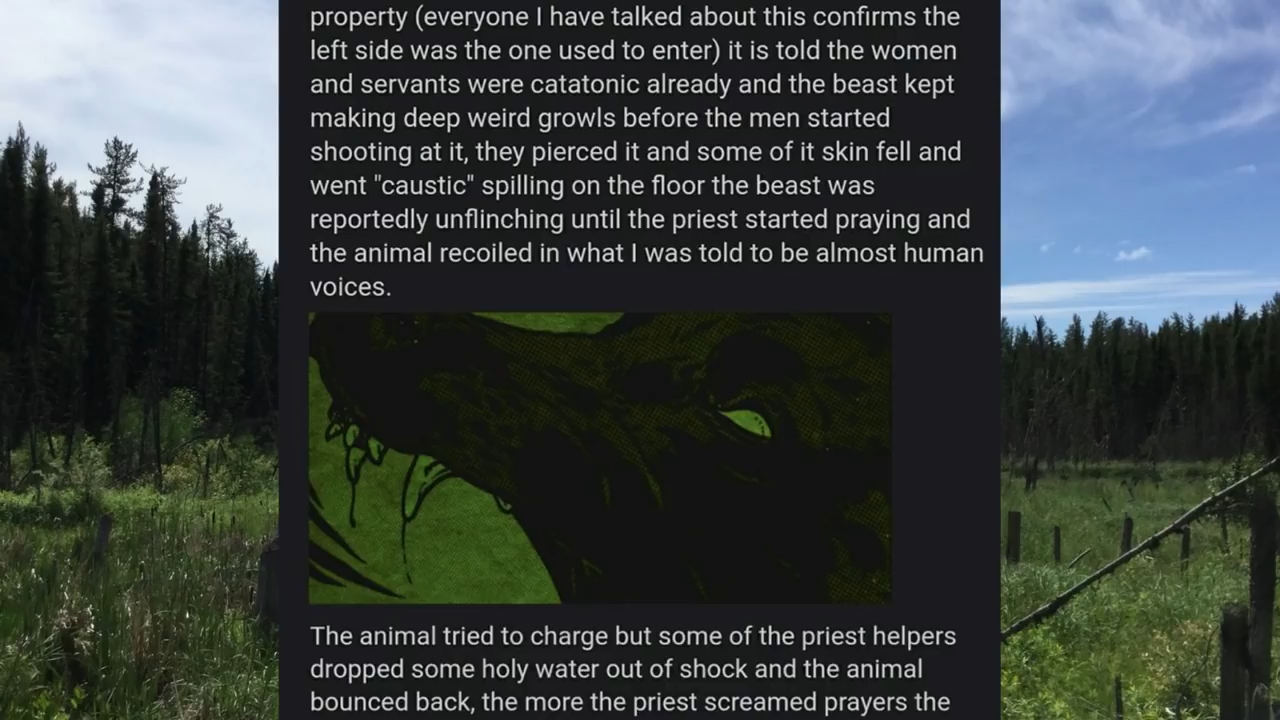 property (everyone I have talked about this confirms the
left side was the one used to enter) it is told the women
and servants were catatonic already and the beast kept
making deep weird growls before the men started
shooting at it, they pierced it and some of it skin fell and
went "caustic" spilling on the floor the beast was
reportedly unflinching until the priest started praying and
the animal recoiled in what I was told to be almost human
voices.
The animal tried to charge but some of the priest helpers
dropped some holy water out of shock and the animal
bounced back, the more the priest screamed prayers the